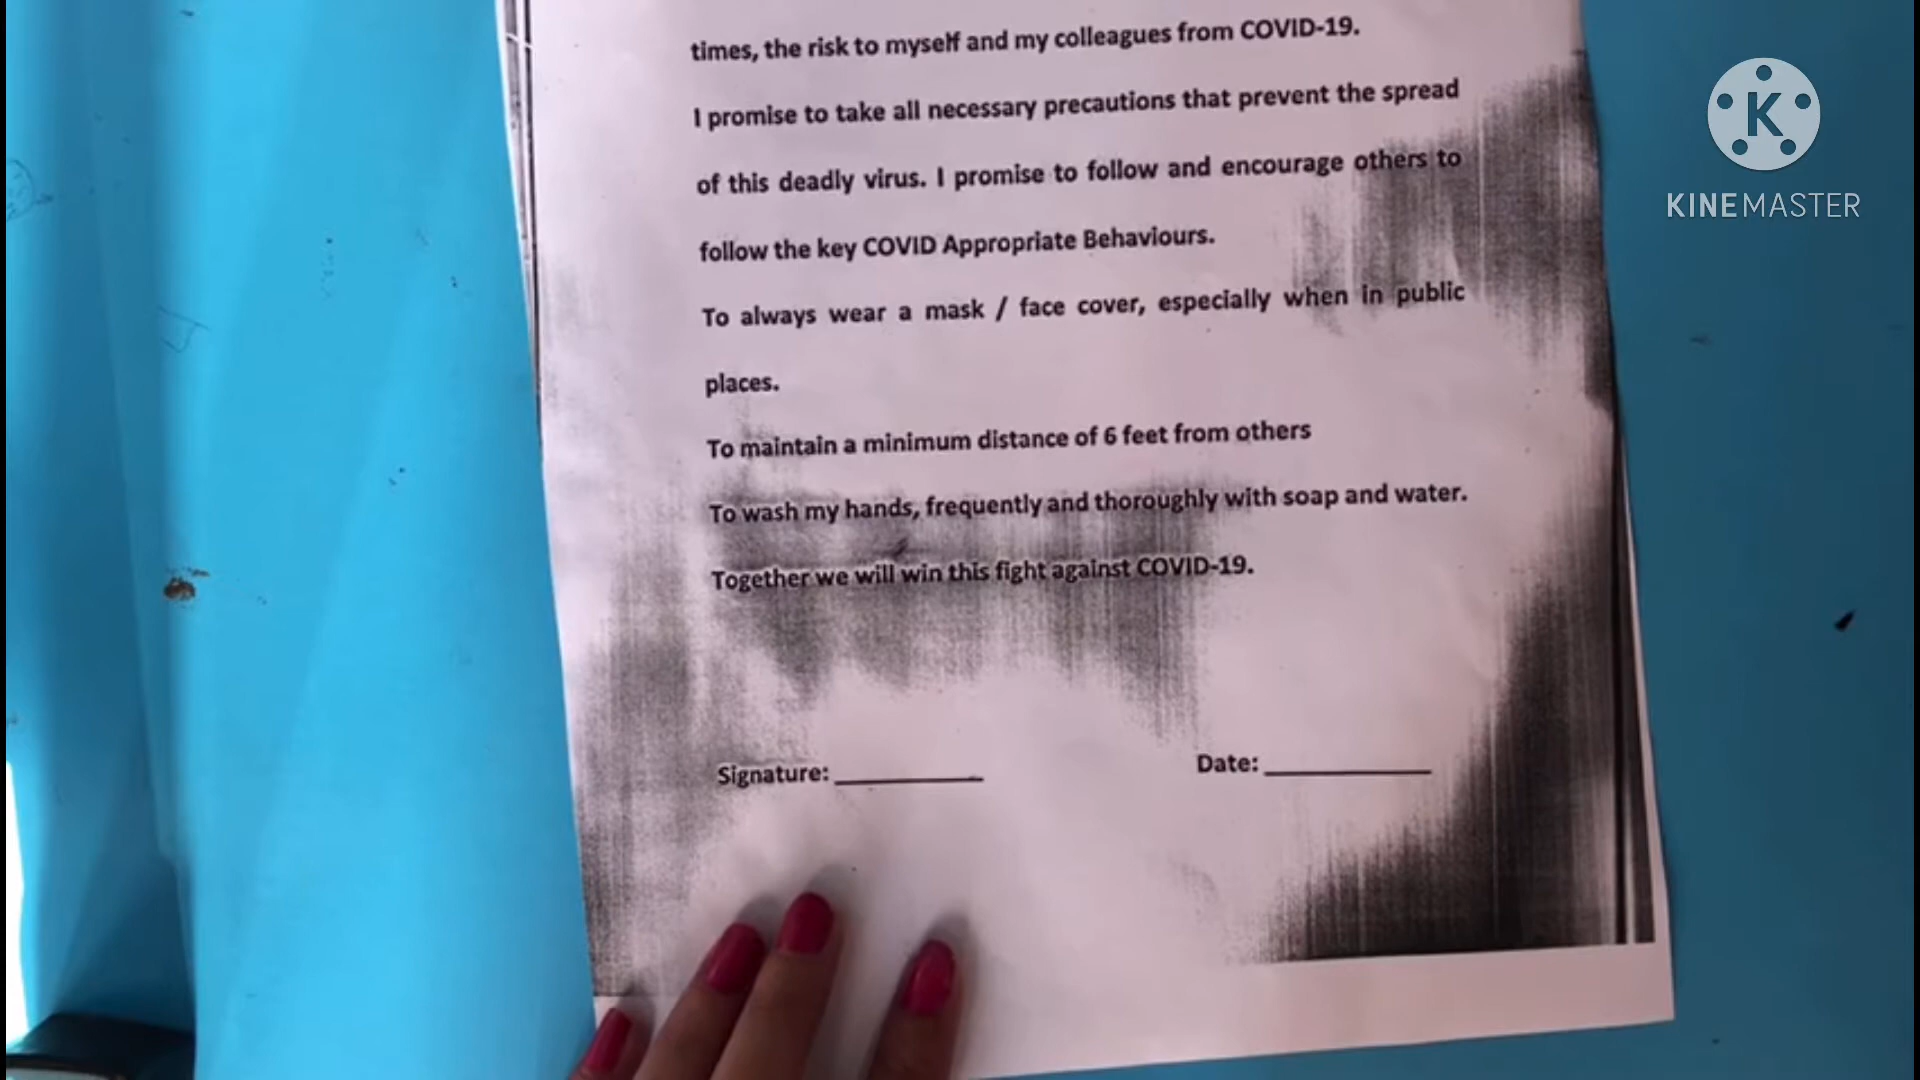 times, the risk to myself and my colleagues from COVID-19.
I promise to take all necessary precautions that prevent the spread
of this deadly virus. I promise to follow and encourage others to
follow the key COVID Appropriate Behaviours.
To always wear a mask / face cover, especially when in public
places.
To maintain a minimum distance of 6 feet from others
To wash my hands, frequently and thoroughly with soap and water.
Together we will win this fight against COVID-19.
Signature: ___________ Date: ____________
K
KINEMASTER